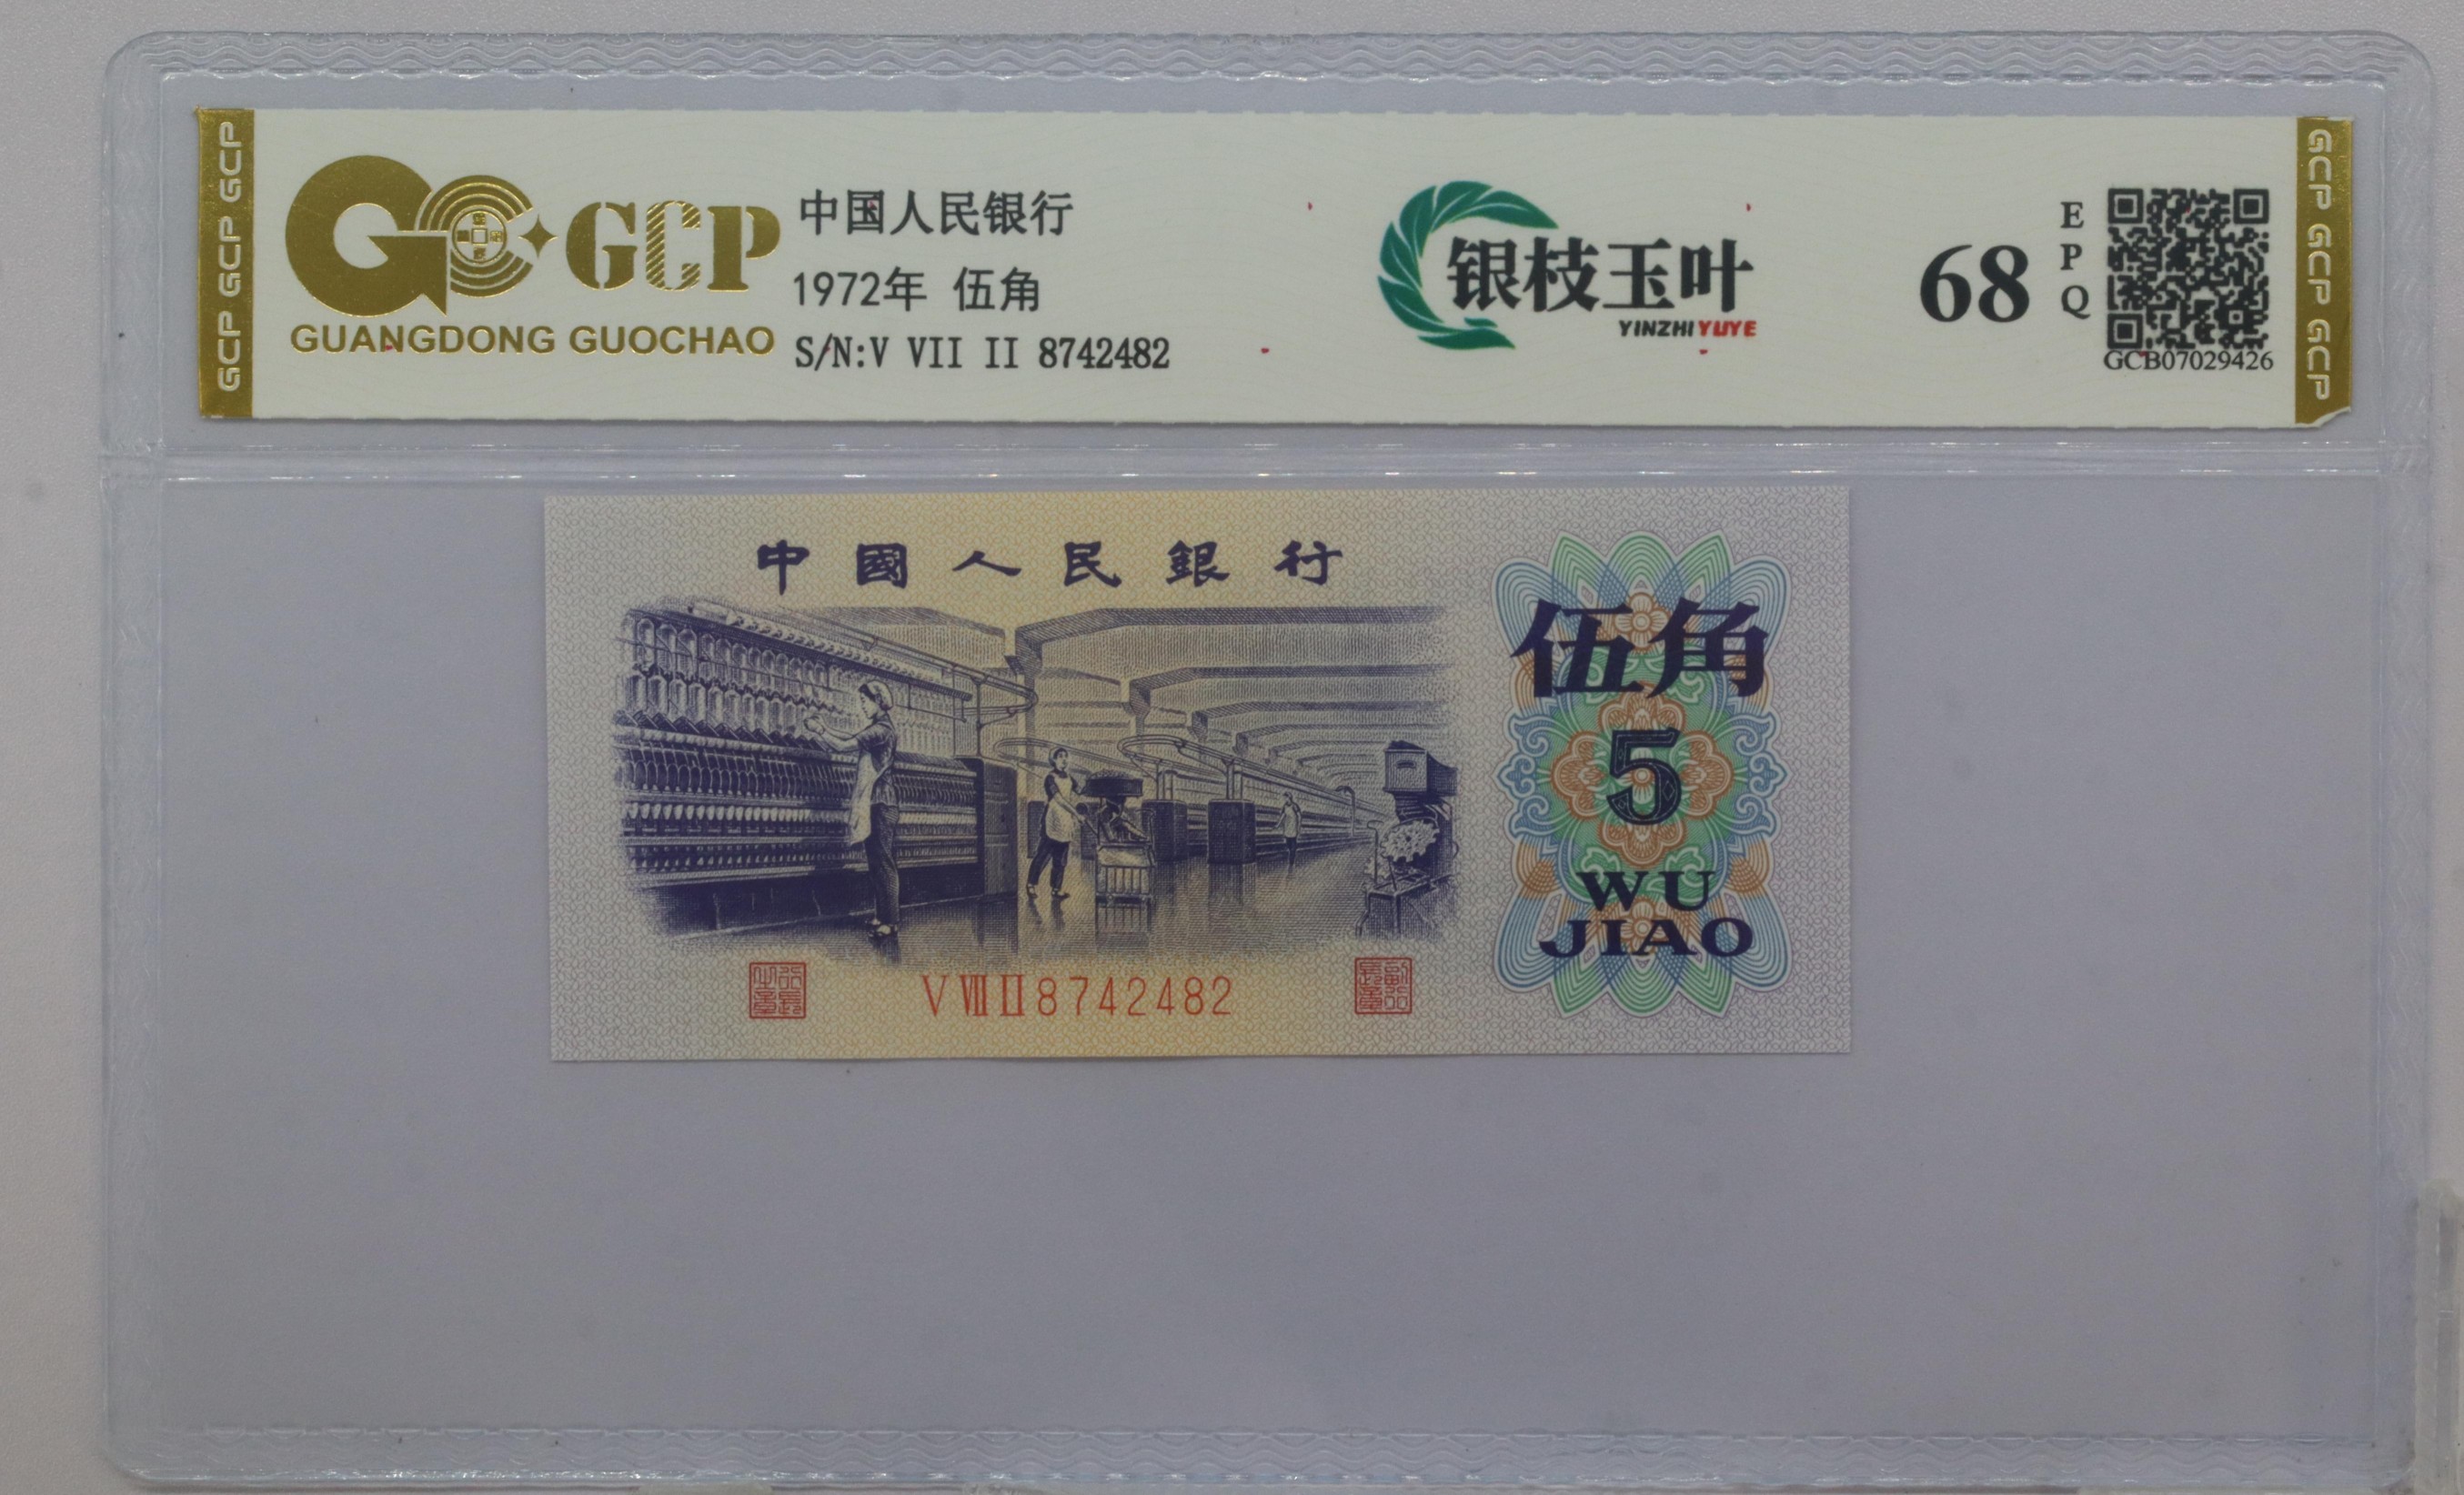 GCP GCP GCP
GCP
GUANGDONG GUOCHAO
中国人民银行
1972年 伍角
S/N:V VII II 8742482
银枝玉叶
YINZHIYUYE
68
EPQ
GCB07029426
GCP GCP GCP
中國人民銀行
伍角
5
WU
JIAO
V VII II 8742482